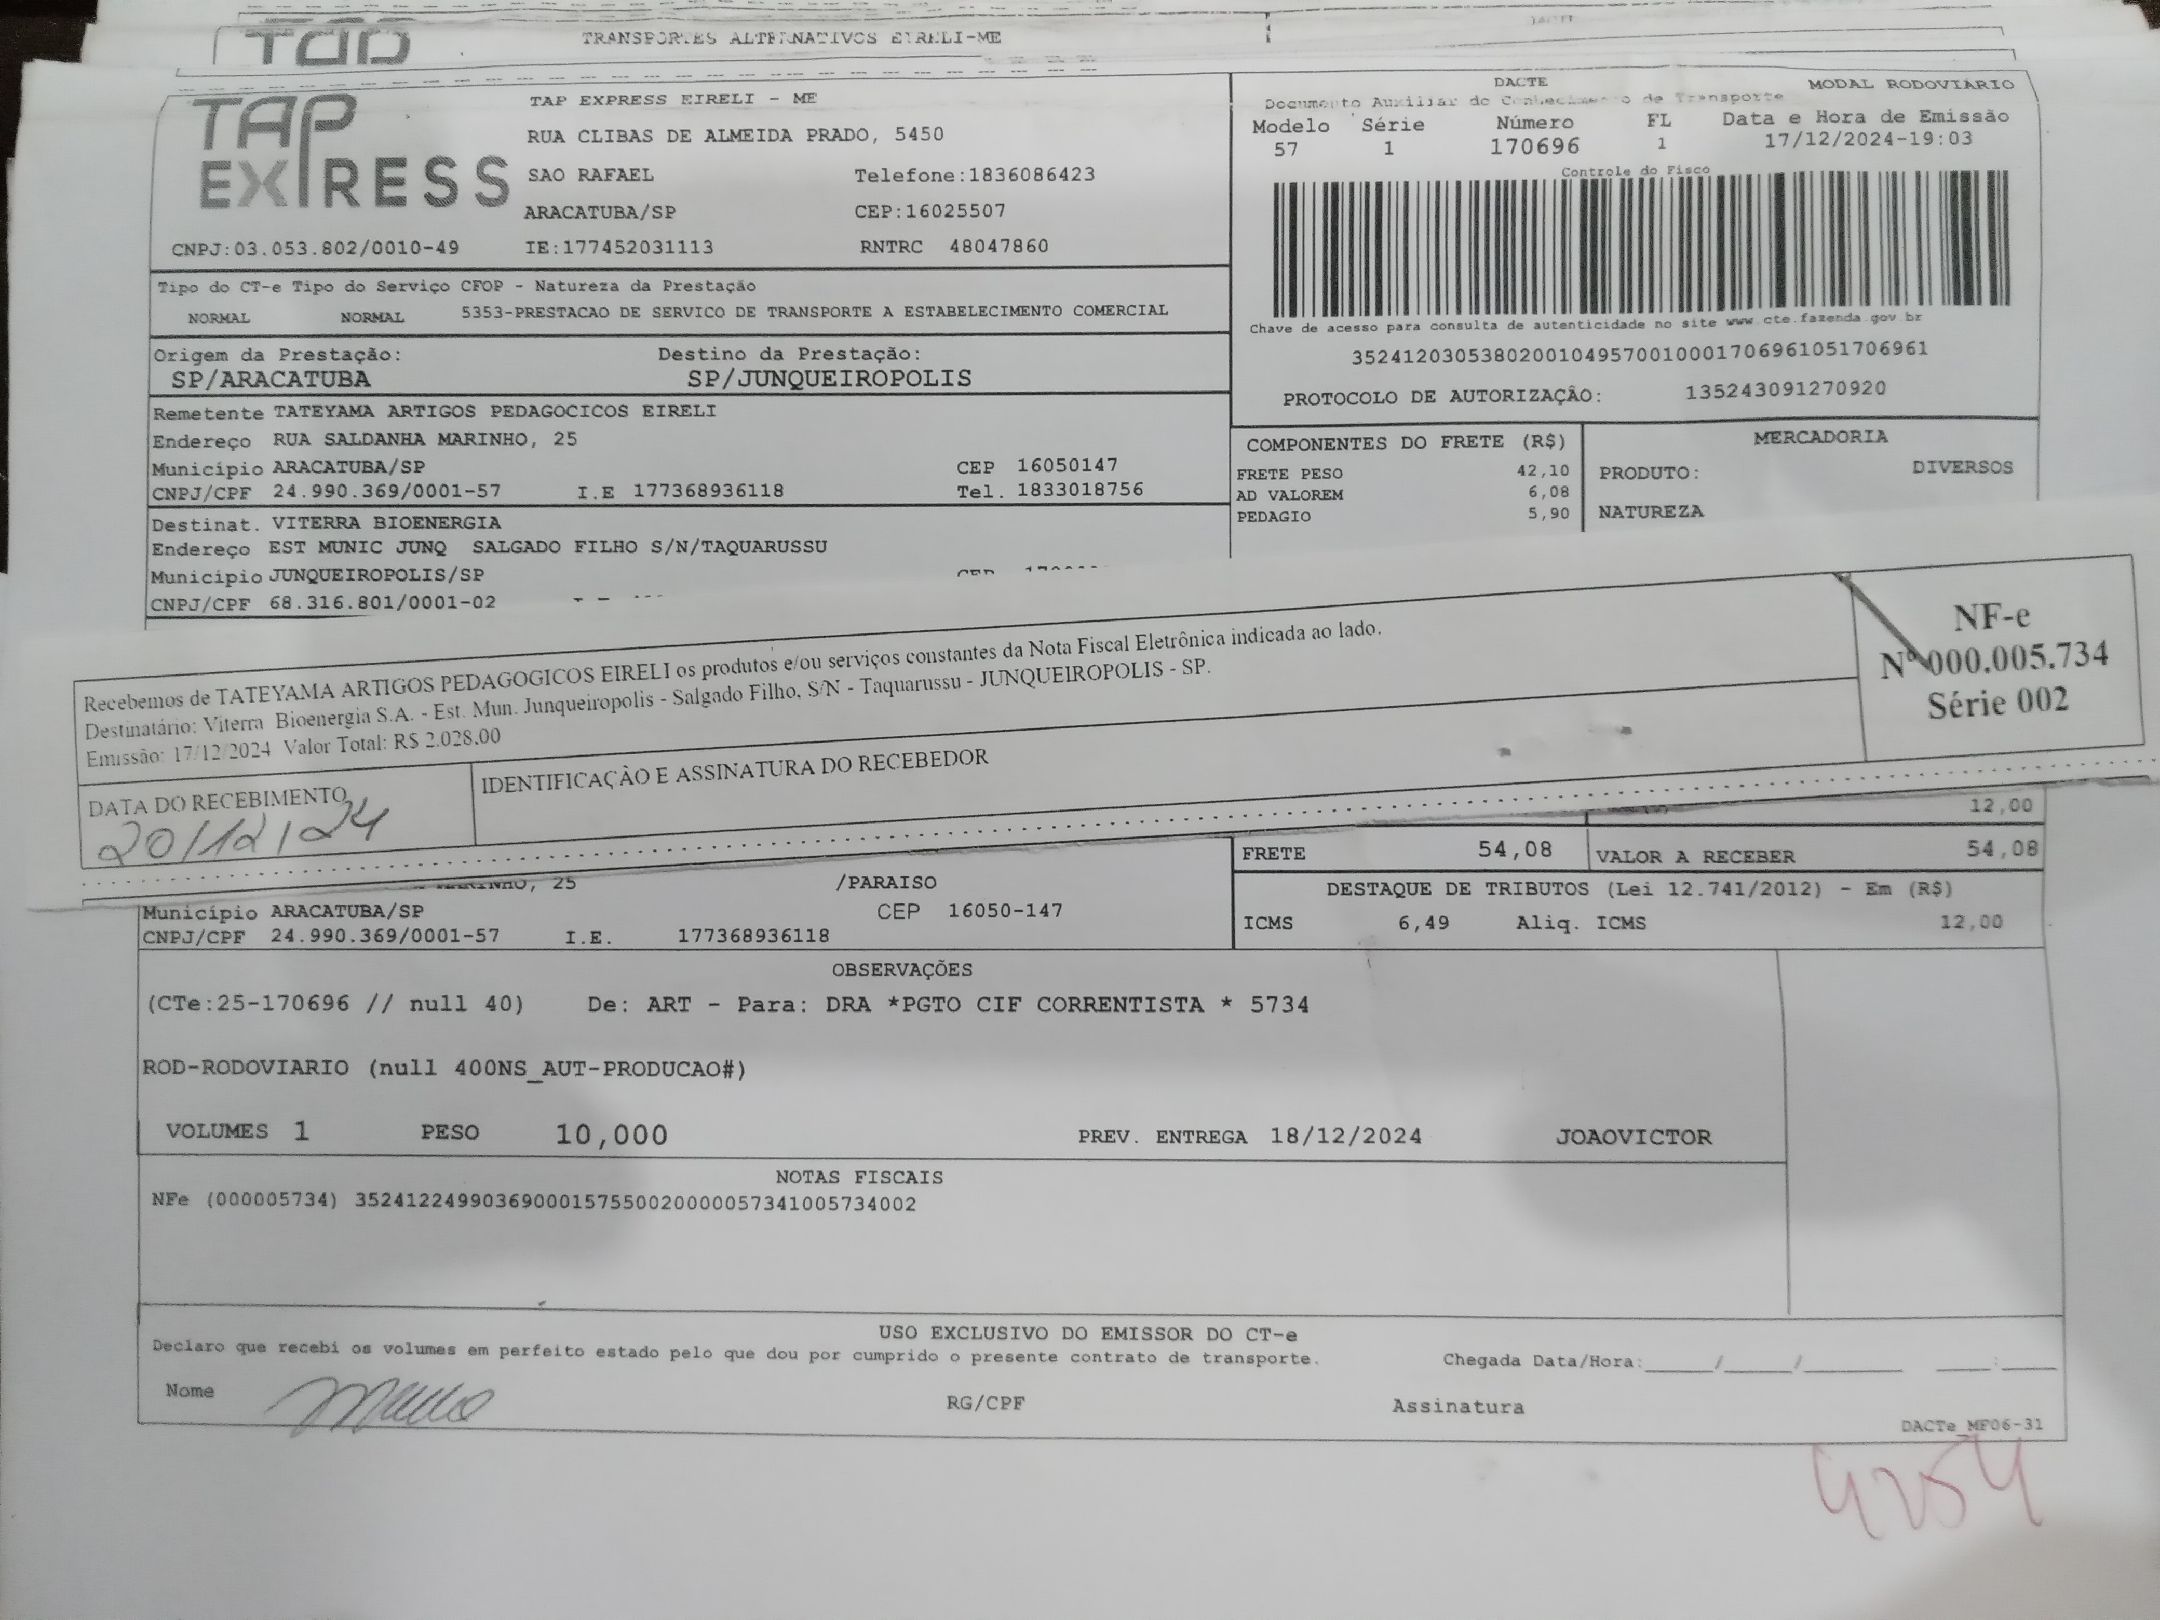 TRANSPORTES ALTERNATIVOS EIRELI-ME
TAP EXPRESS
TAP EXPRESS EIRELI - ME
RUA CLIBAS DE ALMEIDA PRADO, 5450
SAO RAFAEL Telefone:1836086423
ARACATUBA/SP CEP:16025507
CNPJ:03.053.802/0010-49 IE:177452031113 RNTRC 48047860
DACTE MODAL RODOVIARIO
Documento Auxiliar do Conhecimento de Transporte
Modelo Série Número FL Data e Hora de Emissão
57 1 170696 1 17/12/2024-19:03
Controle do Fisco
Chave de acesso para consulta de autenticidade no site www.cte.fazenda.gov.br
35241203053802001049570010001706961051706961
PROTOCOLO DE AUTORIZAÇÂO: 135243091270920
Tipo do CT-e Tipo do Serviço CFOP - Natureza da Prestação
NORMAL NORMAL 5353-PRESTACAO DE SERVICO DE TRANSPORTE A ESTABELECIMENTO COMERCIAL
Origem da Prestação: Destino da Prestação:
SP/ARACATUBA SP/JUNQUEIROPOLIS
Remetente TATEYAMA ARTIGOS PEDAGOCICOS EIRELI
Endereço RUA SALDANHA MARINHO, 25
Município ARACATUBA/SP CEP 16050147
CNPJ/CPF 24.990.369/0001-57 I.E 177368936118 Tel. 1833018756
COMPONENTES DO FRETE (R$) MERCADORIA
FRETE PESO 42,10 PRODUTO: DIVERSOS
AD VALOREM 6,08
PEDAGIO 5,90 NATUREZA
Destinat. VITERRA BIOENERGIA
Endereço EST MUNIC JUNQ SALGADO FILHO S/N/TAQUARUSSU
Município JUNQUEIROPOLIS/SP
CNPJ/CPF 68.316.801/0001-02
Recebemos de TATEYAMA ARTIGOS PEDAGOGICOS EIRELI os produtos e/ou serviços constantes da Nota Fiscal Eletrônica indicada ao lado.
Destinatário: Viterra Bioenergia S.A. - Est. Mun. Junqueiropolis - Salgado Filho, S/N - Taquarussu - JUNQUEIROPOLIS - SP.
Emissão: 17/12/2024 Valor Total: R$ 2.028,00
NF-e
Nº 000.005.734
Série 002
DATA DO RECEBIMENTO IDENTIFICAÇÃO E ASSINATURA DO RECEBEDOR
20/12/24
12,00
FRETE 54,08 VALOR A RECEBER 54,08
MARINHO, 25 /PARAISO
Município ARACATUBA/SP CEP 16050-147
CNPJ/CPF 24.990.369/0001-57 I.E. 177368936118
DESTAQUE DE TRIBUTOS (Lei 12.741/2012) - Em (R$)
ICMS 6,49 Aliq. ICMS 12,00
OBSERVAÇÕES
(CTe:25-170696 // null 40) De: ART - Para: DRA *PGTO CIF CORRENTISTA * 5734
ROD-RODOVIARIO (null 400NS_AUT-PRODUCAO#)
VOLUMES 1 PESO 10,000 PREV. ENTREGA 18/12/2024 JOAOVICTOR
NOTAS FISCAIS
NFe (000005734) 35241224990369000157550020000057341005734002
USO EXCLUSIVO DO EMISSOR DO CT-e
Declaro que recebi os volumes em perfeito estado pelo que dou por cumprido o presente contrato de transporte. Chegada Data/Hora:____/____/______ ____:____
Nome RG/CPF Assinatura
DACTe_MF06-31
4254